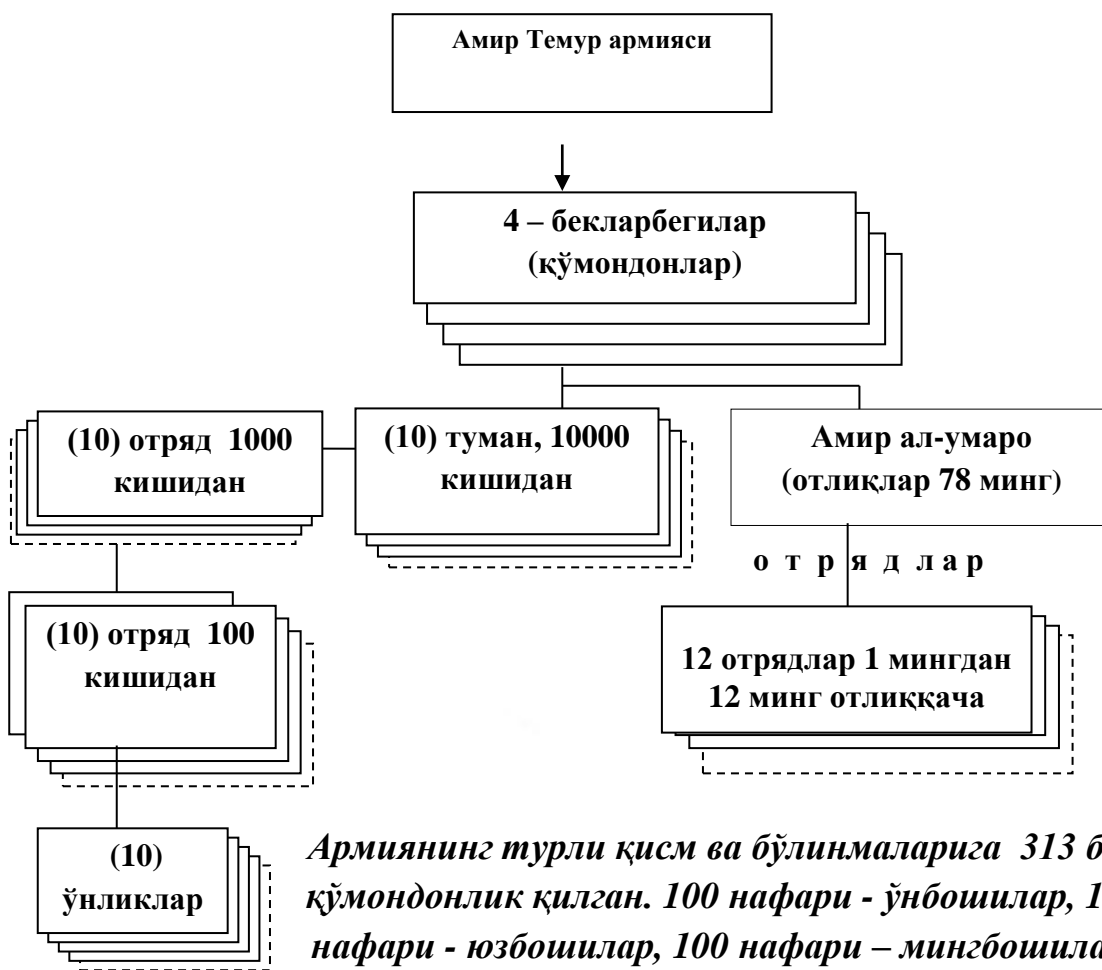 Амир Темур армияси
4 – бекларбегилар
(қўмондонлар)
(10) отряд 1000
кишидан
(10) туман, 10000
кишидан
Амир ал-умаро
(отлиқлар 78 минг)
о т р я д л а р
(10) отряд 100
кишидан
12 отрядлар 1 мингдан
12 минг отлиққача
(10)
ўнликлар
Армиянинг турли қисм ва бўлинмаларига 313 б
қўмондонлик қилган. 100 нафари - ўнбошилар, 1
нафари - юзбошилар, 100 нафари – мингбошила